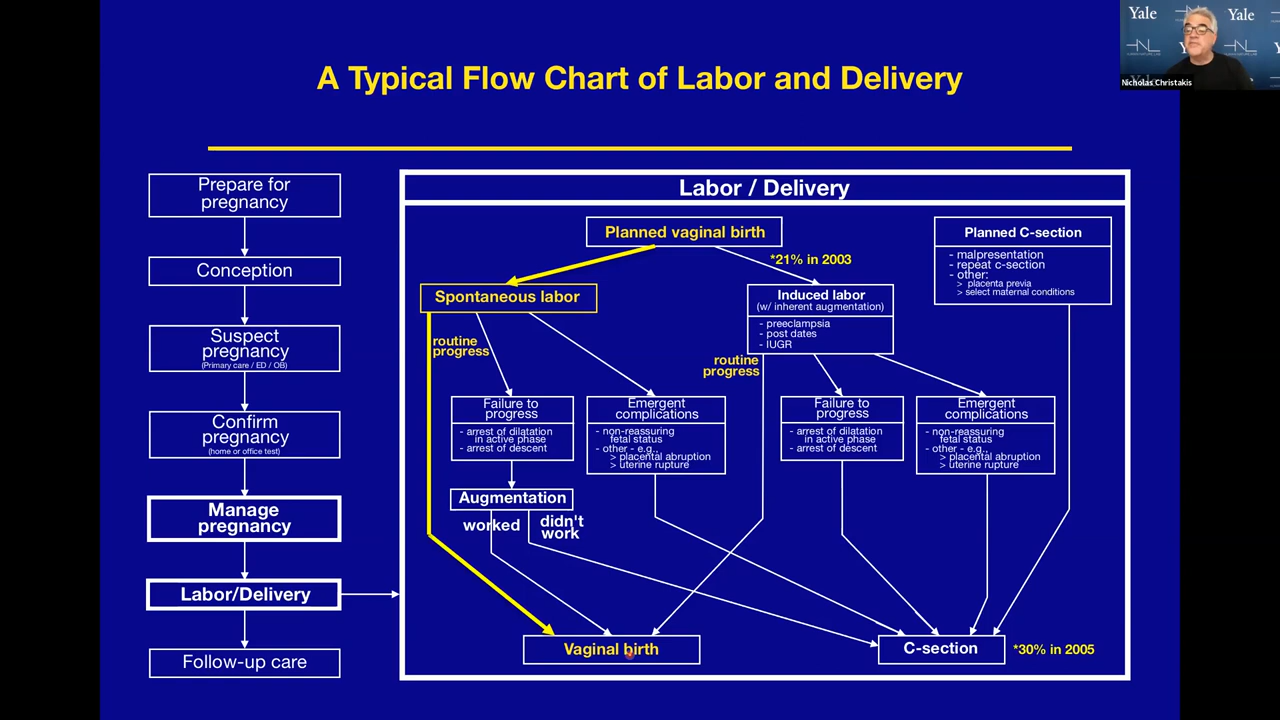 Yale
Yale
Nicholas Christakis
A Typical Flow Chart of Labor and Delivery
Prepare for
pregnancy
Conception
Suspect
pregnancy
(Primary care / ED / OB)
Confirm
pregnancy
(home or office test)
Manage
pregnancy
Labor/Delivery
Follow-up care
Labor / Delivery
Planned vaginal birth
*21% in 2003
Spontaneous labor
routine
progress
Induced labor
(w/ inherent augmentation)
- preeclampsia
- post dates
- IUGR
routine
progress
Planned C-section
- malpresentation
- repeat c-section
- other:
> placenta previa
> select maternal conditions
Failure to
progress
- arrest of dilatation
in active phase
- arrest of descent
Emergent
complications
- non-reassuring
fetal status
- other - e.g.,
> placental abruption
> uterine rupture
Failure to
progress
- arrest of dilatation
in active phase
- arrest of descent
Emergent
complications
- non-reassuring
fetal status
- other - e.g.,
> placental abruption
> uterine rupture
Augmentation
worked
didn't
work
Vaginal birth
C-section
*30% in 2005